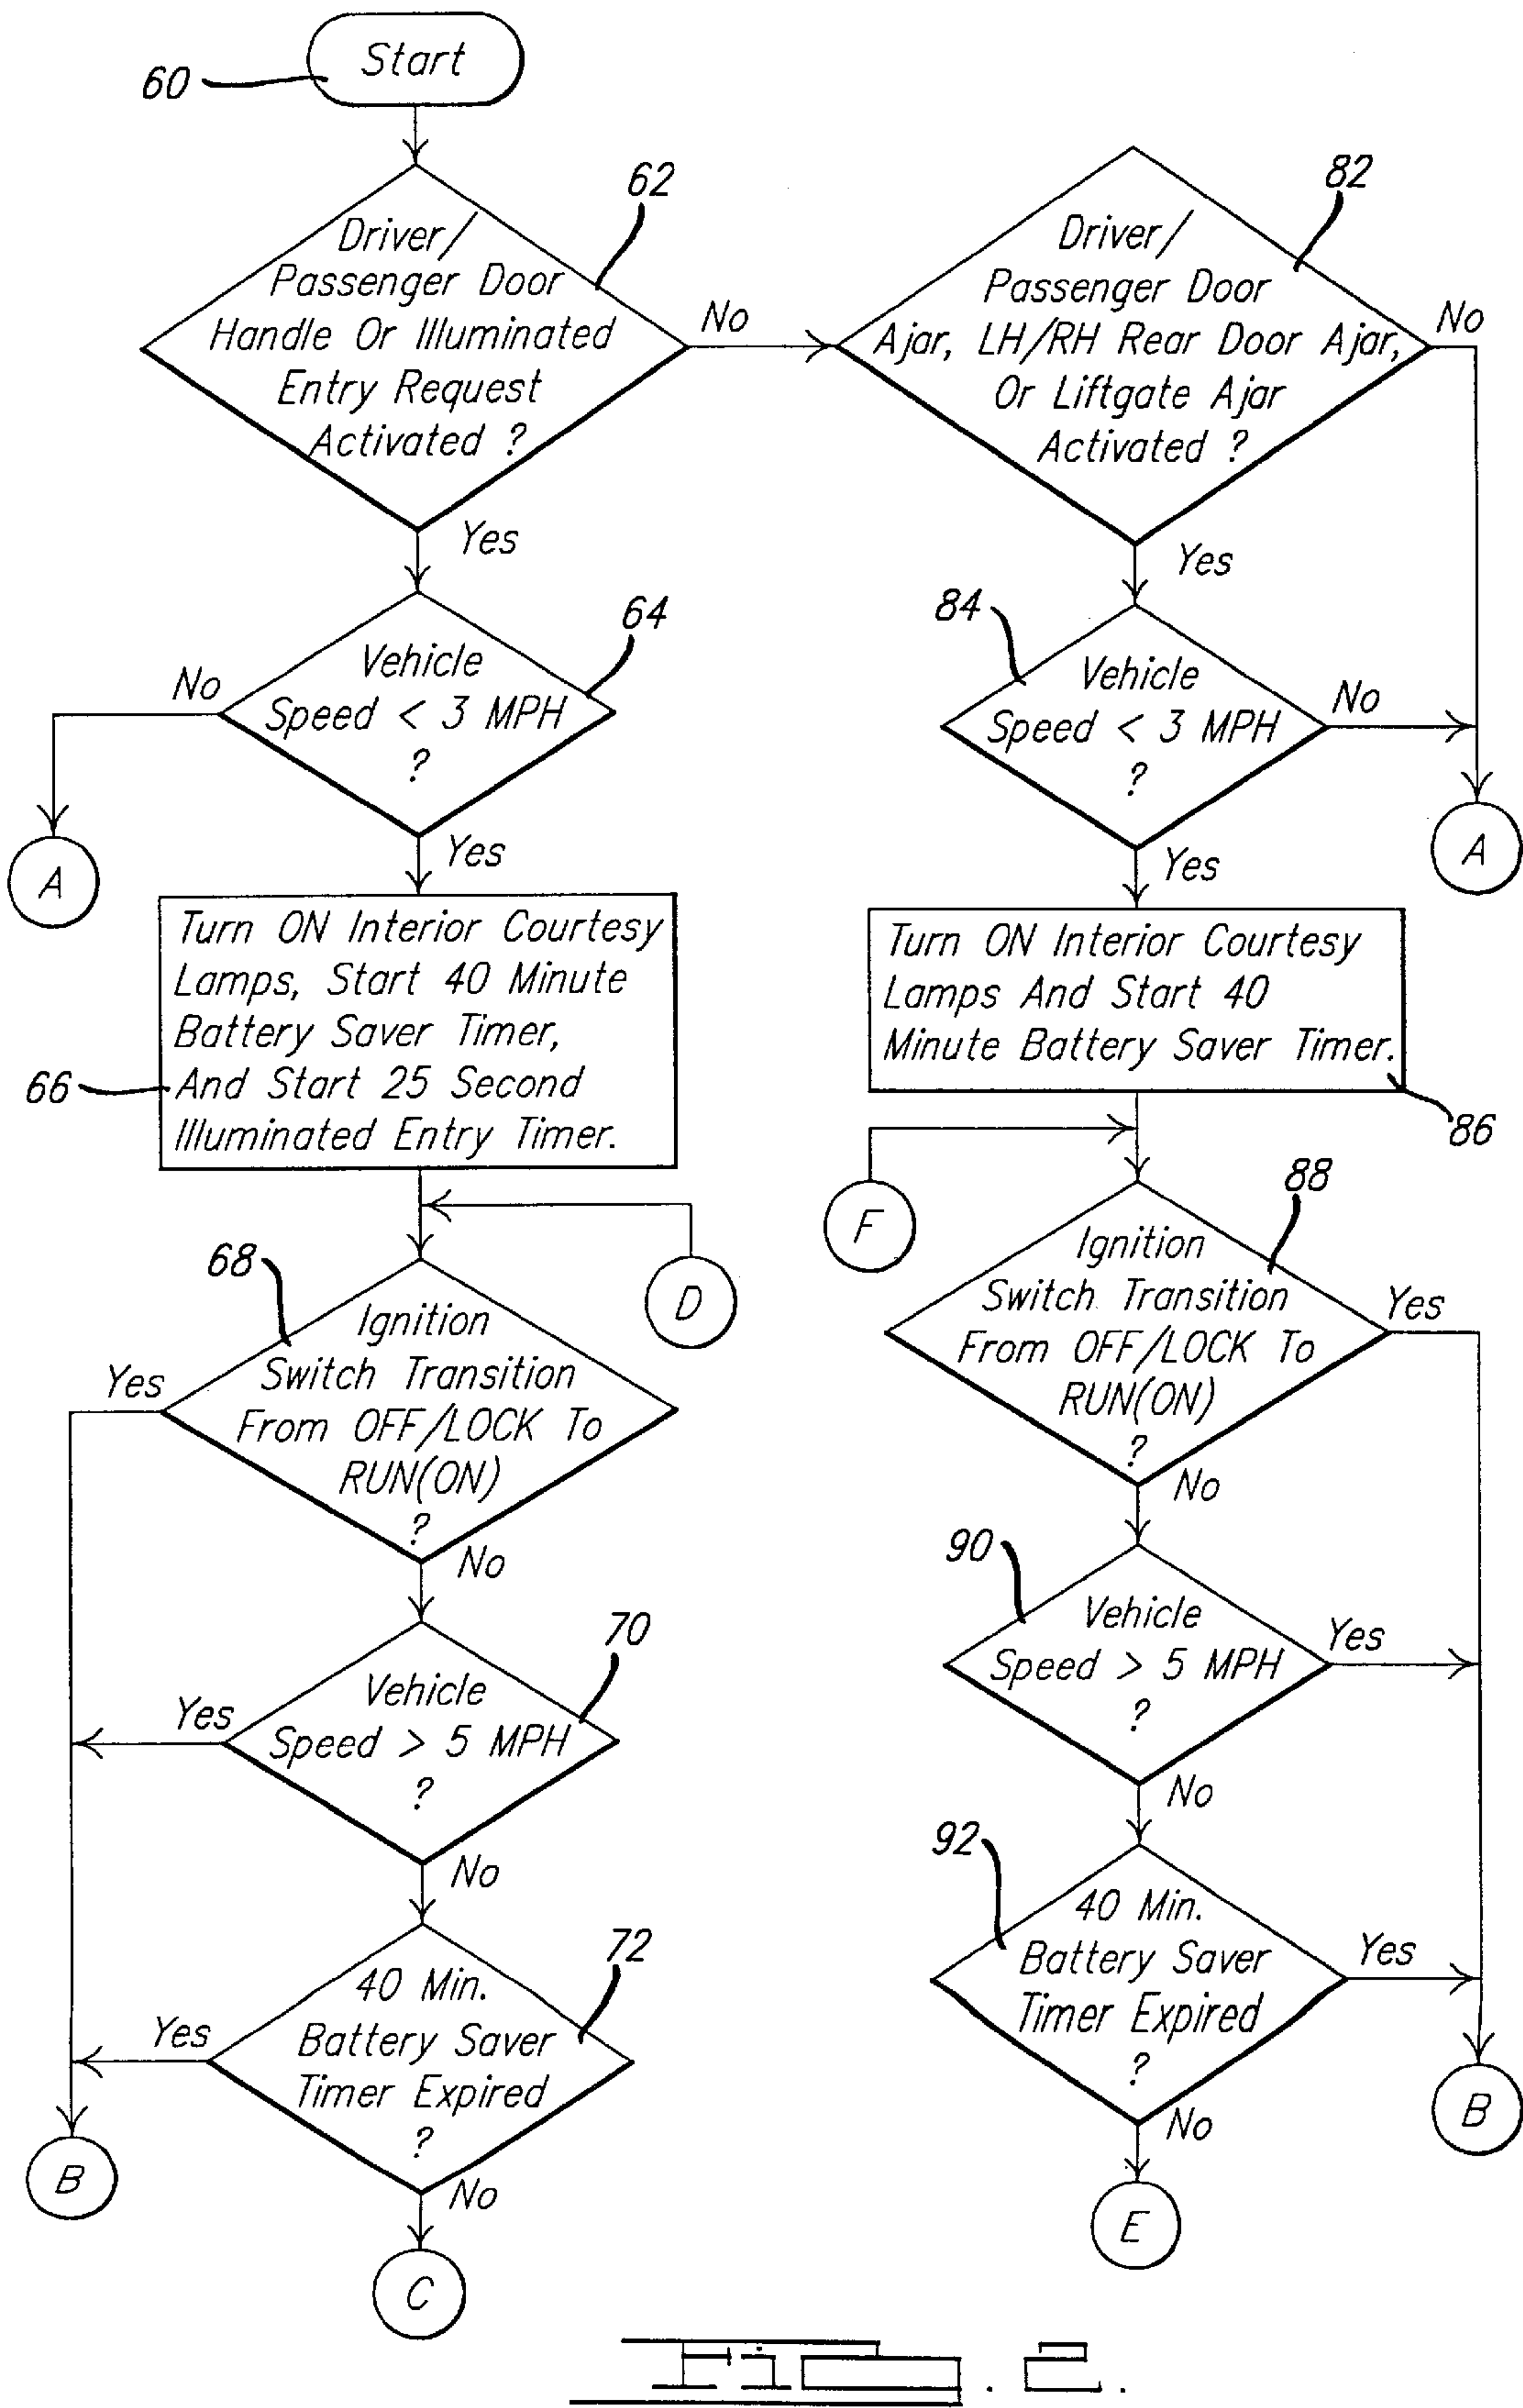 Start
60
Driver/
Passenger Door
Handle Or Illuminated
Entry Request
Activated ?
62
No
Yes
Vehicle
Speed < 3 MPH
?
64
No
A
Yes
Turn ON Interior Courtesy
Lamps, Start 40 Minute
Battery Saver Timer,
And Start 25 Second
Illuminated Entry Timer.
66
D
68
Ignition
Switch Transition
From OFF/LOCK To
RUN(ON)
?
Yes
No
70
Vehicle
Speed > 5 MPH
?
Yes
No
72
40 Min.
Battery Saver
Timer Expired
?
Yes
B
No
C
82
Driver/
Passenger Door
Ajar, LH/RH Rear Door Ajar,
Or Liftgate Ajar
Activated ?
No
Yes
84
Vehicle
Speed < 3 MPH
?
No
A
Yes
Turn ON Interior Courtesy
Lamps And Start 40
Minute Battery Saver Timer.
86
F
88
Ignition
Switch Transition
From OFF/LOCK To
RUN(ON)
?
Yes
No
90
Vehicle
Speed > 5 MPH
?
Yes
No
92
40 Min.
Battery Saver
Timer Expired
?
Yes
B
No
E
Fig. 2.